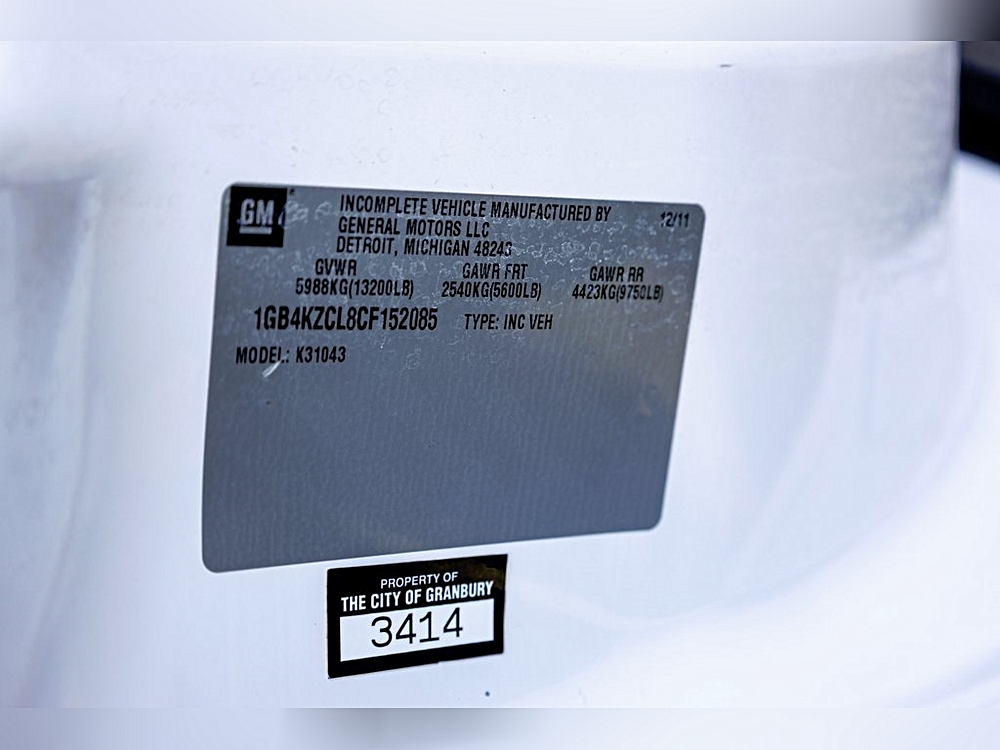 GM
INCOMPLETE VEHICLE MANUFACTURED BY
12/11
GENERAL MOTORS LLC
DETROIT, MICHIGAN 48243
GVWR GAWR FRT GAWR RR
5988KG(13200LB) 2540KG(5600LB) 4423KG(9750LB)
1GB4KZCL8CF152085 TYPE: INC VEH
MODEL: K31043
PROPERTY OF
THE CITY OF GRANBURY
3414